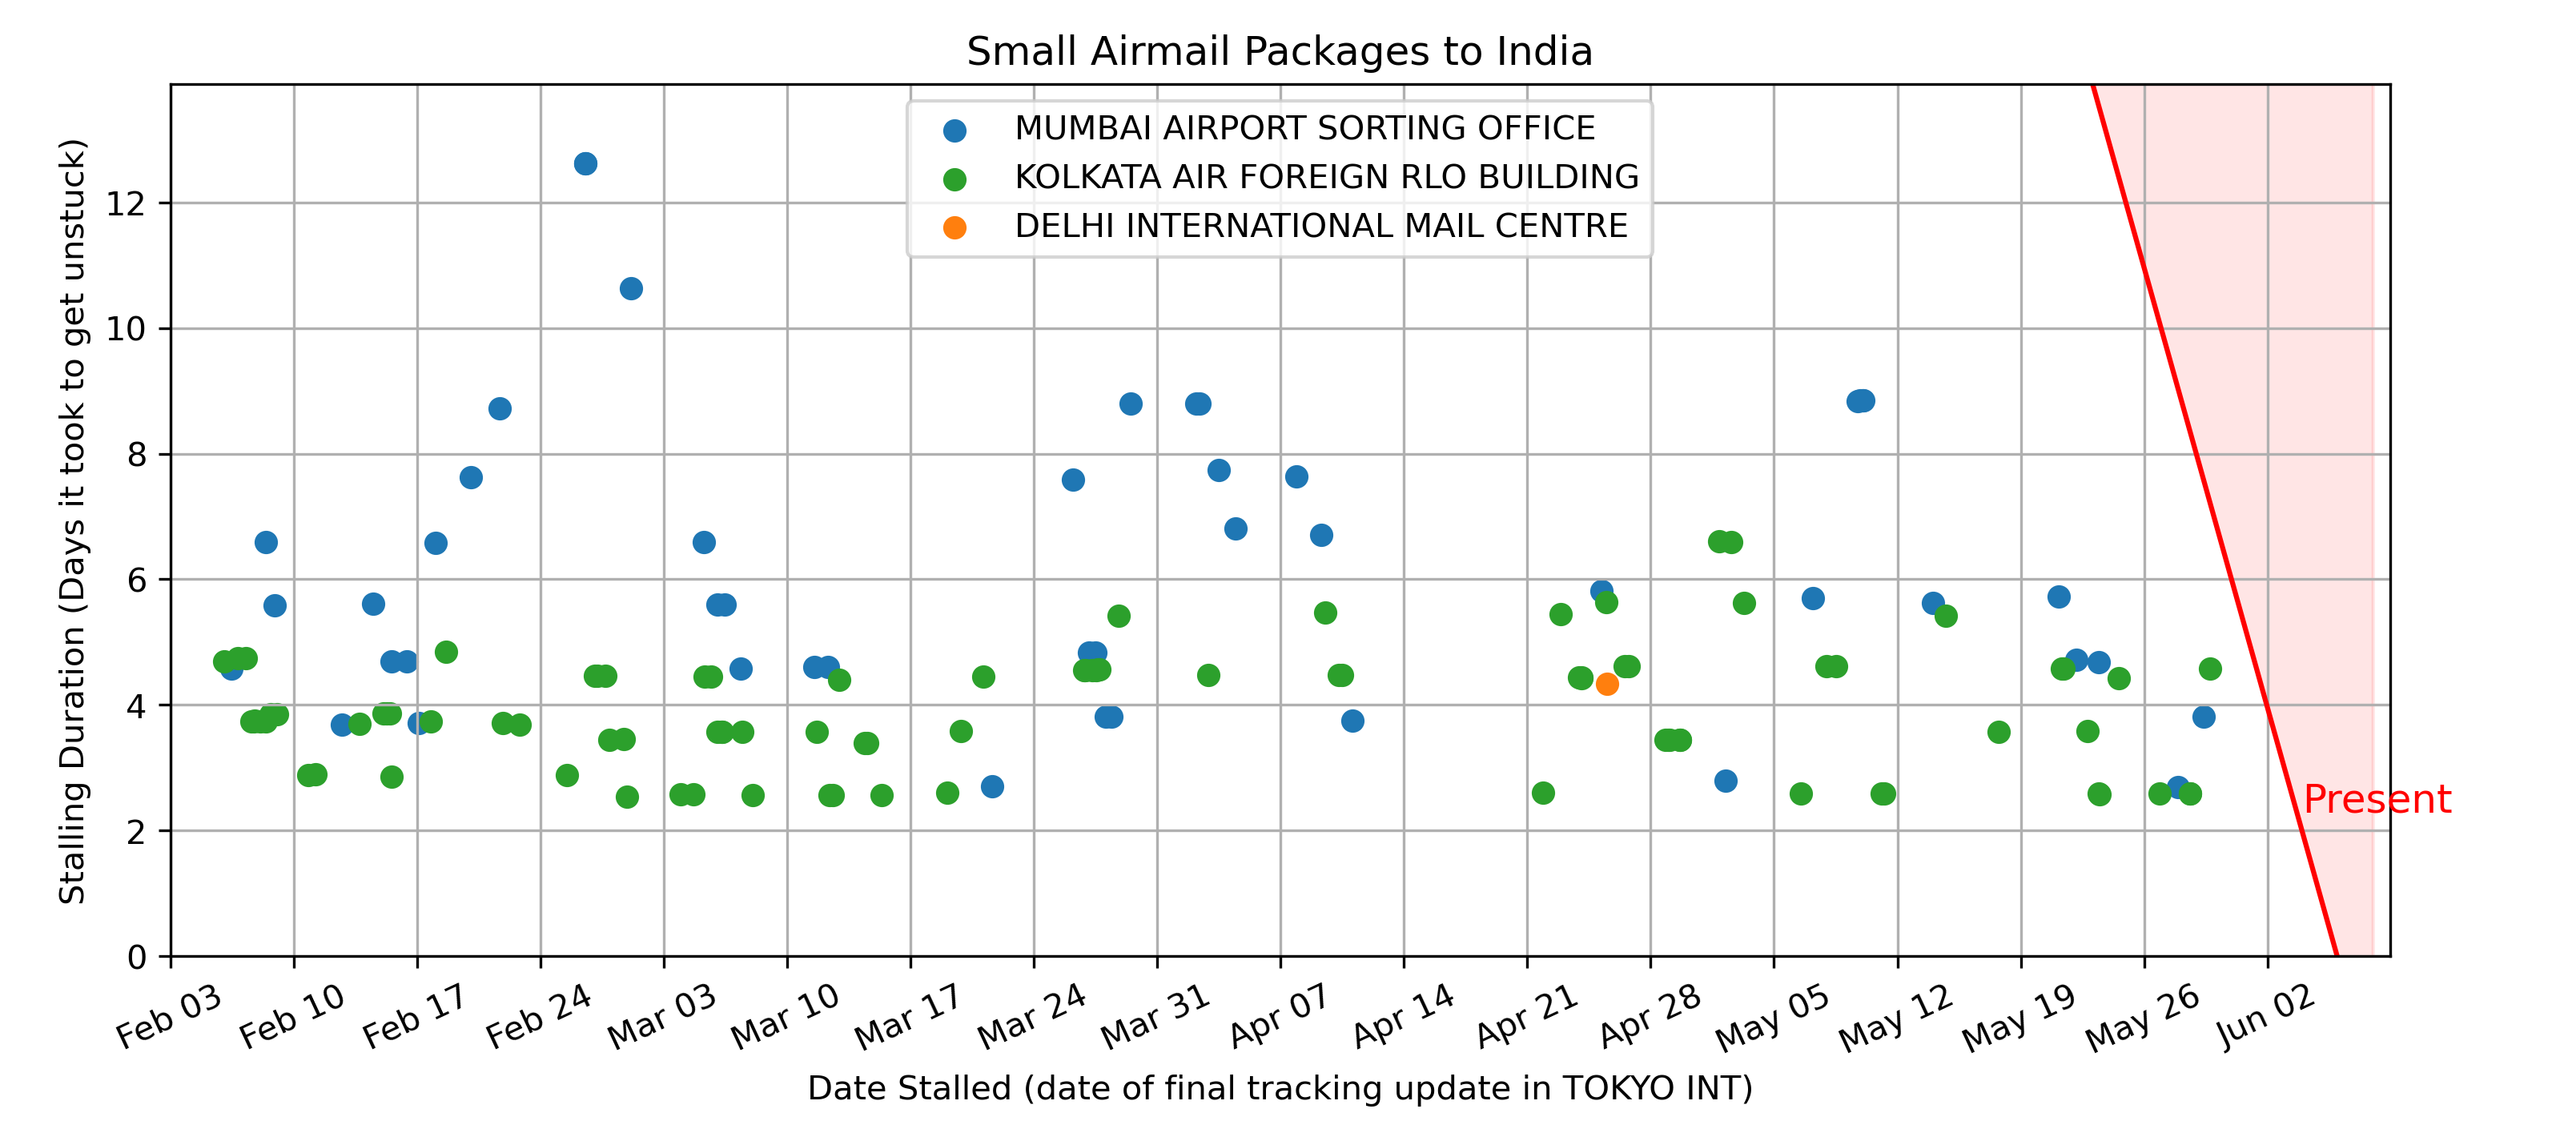 Small Airmail Packages to India
MUMBAI AIRPORT SORTING OFFICE
KOLKATA AIR FOREIGN RLO BUILDING
DELHI INTERNATIONAL MAIL CENTRE
Stalling Duration (Days it took to get unstuck)
12
10
8
6
4
2
0
Present
Feb 03
Feb 10
Feb 17
Feb 24
Mar 03
Mar 10
Mar 17
Mar 24
Mar 31
Apr 07
Apr 14
Apr 21
Apr 28
May 05
May 12
May 19
May 26
Jun 02
Date Stalled (date of final tracking update in TOKYO INT)